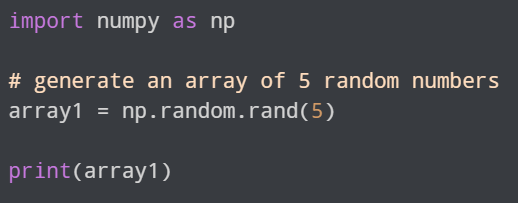 import numpy as np
# generate an array of 5 random numbers
array1 = np.random.rand(5)
print(array1)